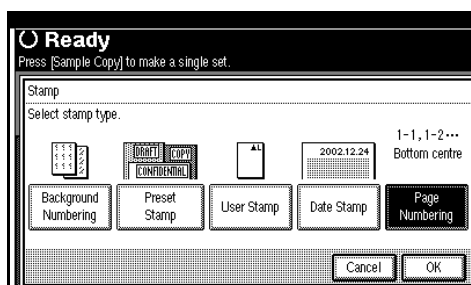 Ready
Press [Sample Copy] to make a single set.
Stamp
Select stamp type.
DRAFT COPY
CONFIDENTIAL
▲L
2002.12.24
1-1,1-2···
Bottom centre
Background
Numbering
Preset
Stamp
User Stamp
Date Stamp
Page
Numbering
Cancel
OK